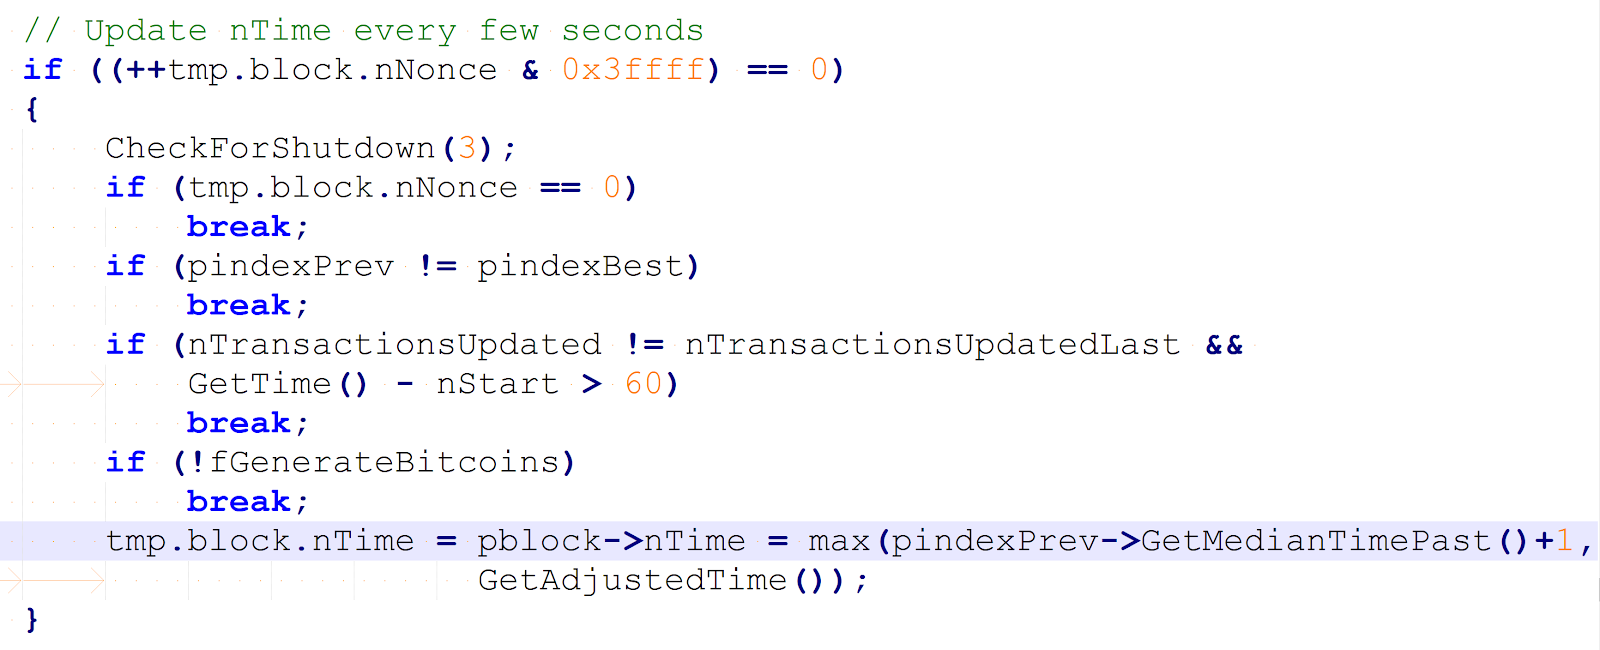 // Update nTime every few seconds
if ((++tmp.block.nNonce & 0x3ffff) == 0)
{
CheckForShutdown(3);
if (tmp.block.nNonce == 0)
break;
if (pindexPrev != pindexBest)
break;
if (nTransactionsUpdated != nTransactionsUpdatedLast &&
GetTime() - nStart > 60)
break;
if (!fGenerateBitcoins)
break;
tmp.block.nTime = pblock->nTime = max(pindexPrev->GetMedianTimePast()+1,
GetAdjustedTime());
}